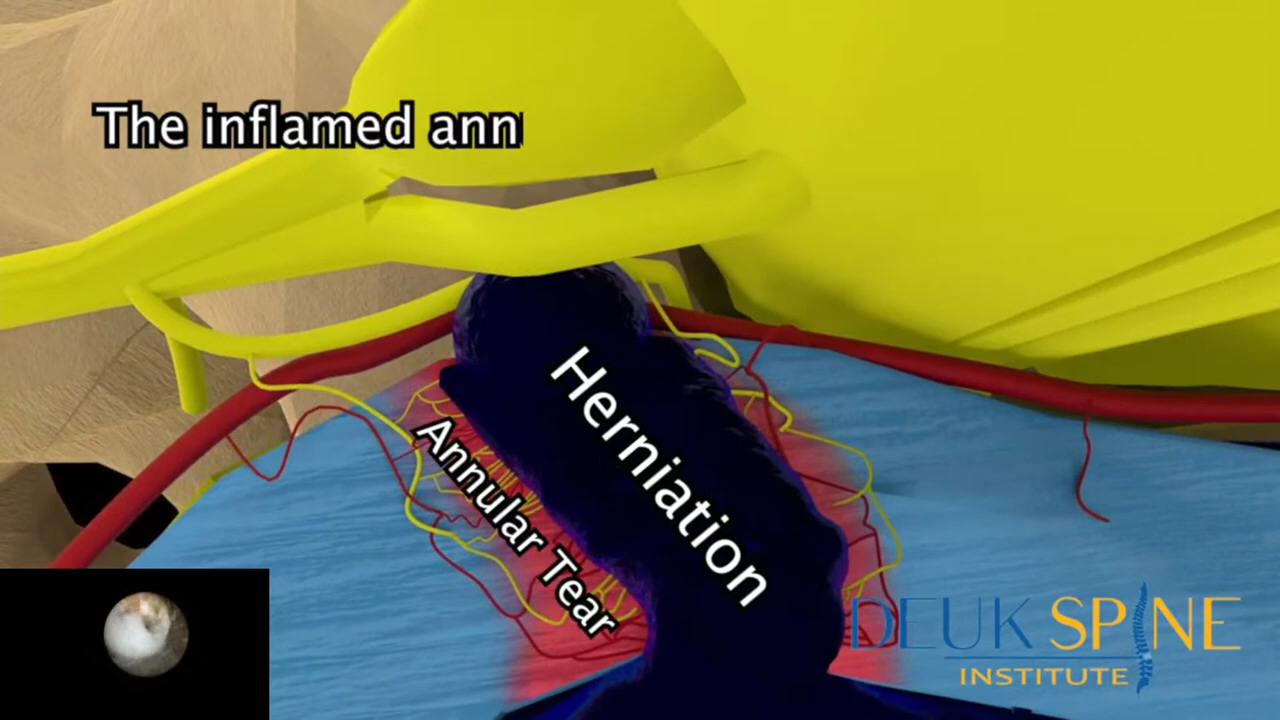 The inflamed ann
Herniation
Annular Tear
DEUK SPINE
INSTITUTE